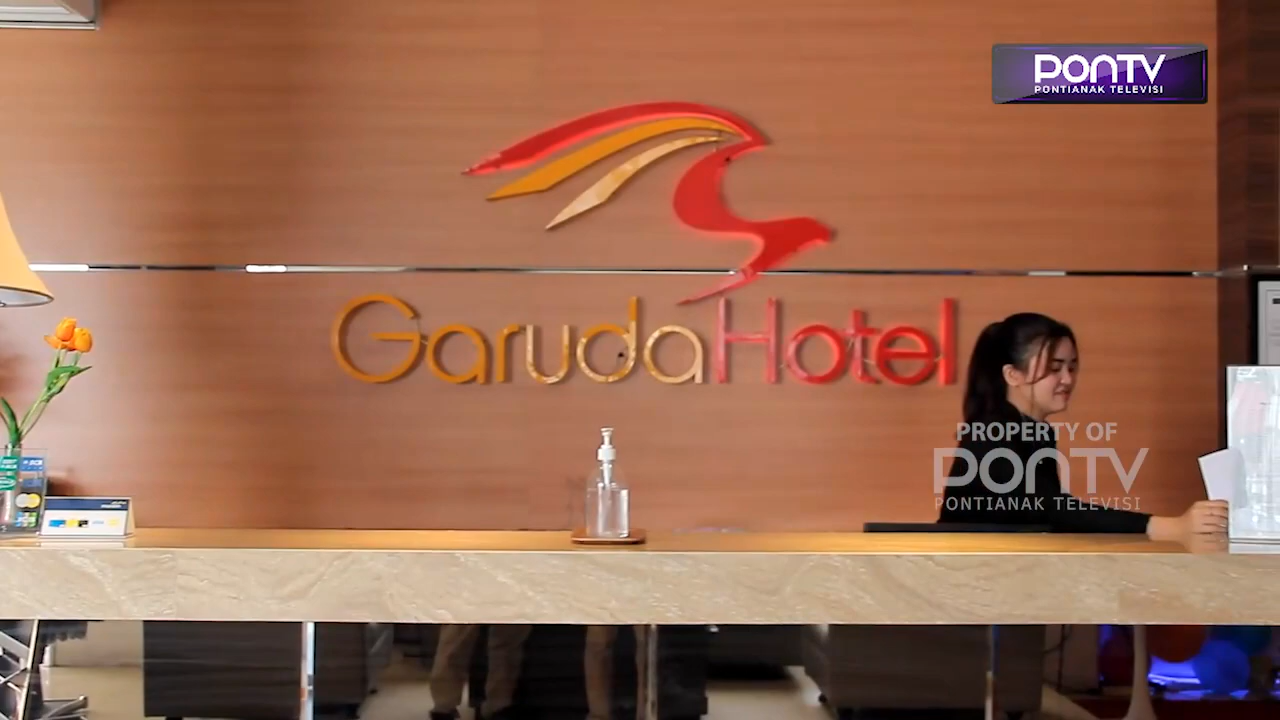 PONTV
PONTIANAK TELEVISI
GarudaHotel
PROPERTY OF
PONTV
PONTIANAK TELEVISI